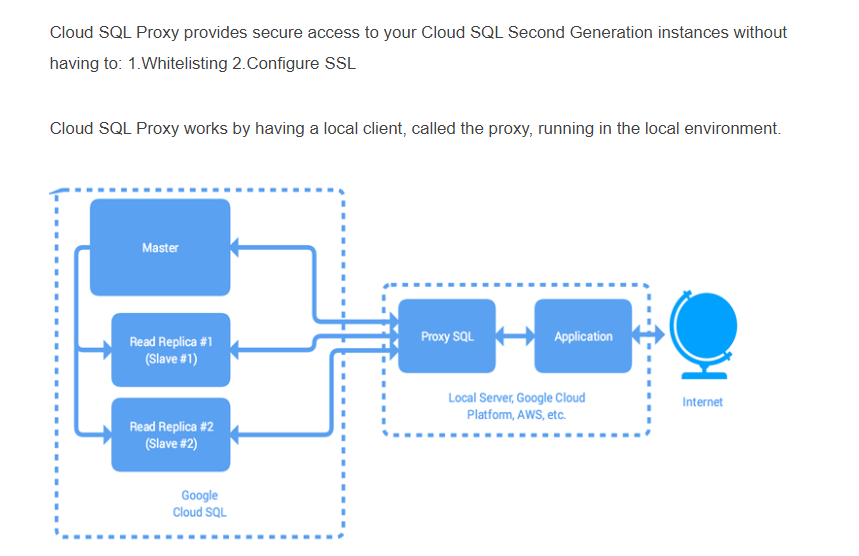 Cloud SQL Proxy provides secure access to your Cloud SQL Second Generation instances without
having to: 1.Whitelisting 2.Configure SSL
Cloud SQL Proxy works by having a local client, called the proxy, running in the local environment.
Master
Read Replica #1
(Slave #1)
Read Replica #2
(Slave #2)
Google
Cloud SQL
Proxy SQL
Application
Local Server, Google Cloud
Platform, AWS, etc.
Internet